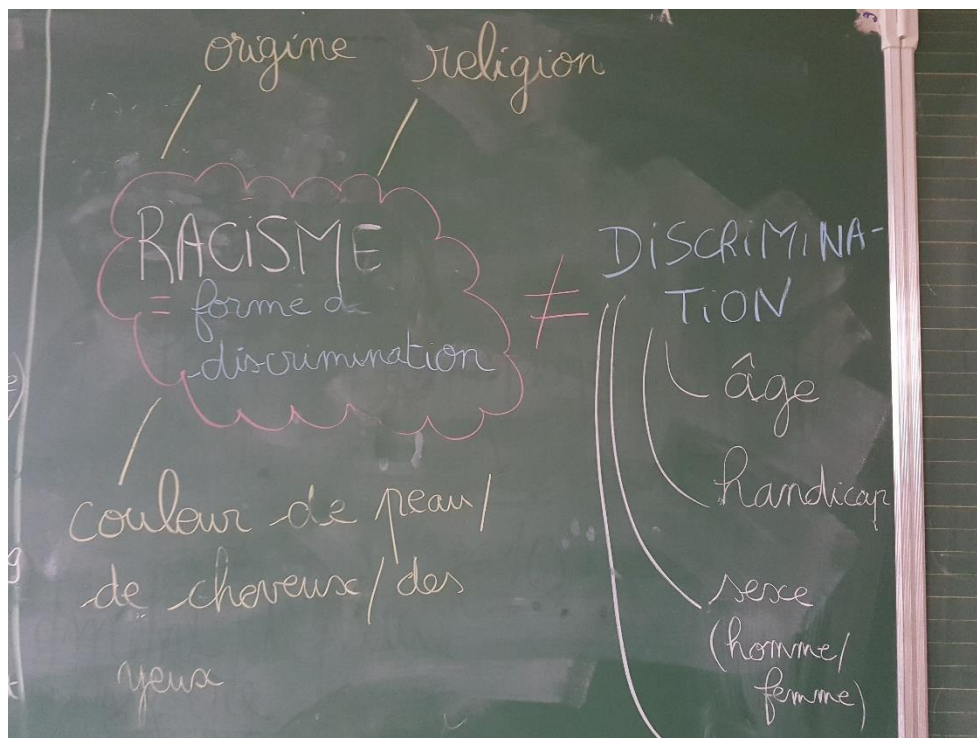 origine
religion
RACISME
= forme d
discrimination
≠
DISCRIMINA-
TION
âge
handicap
sexe
(homme/
femme)
couleur de peau/
de cheveux/des
yeux